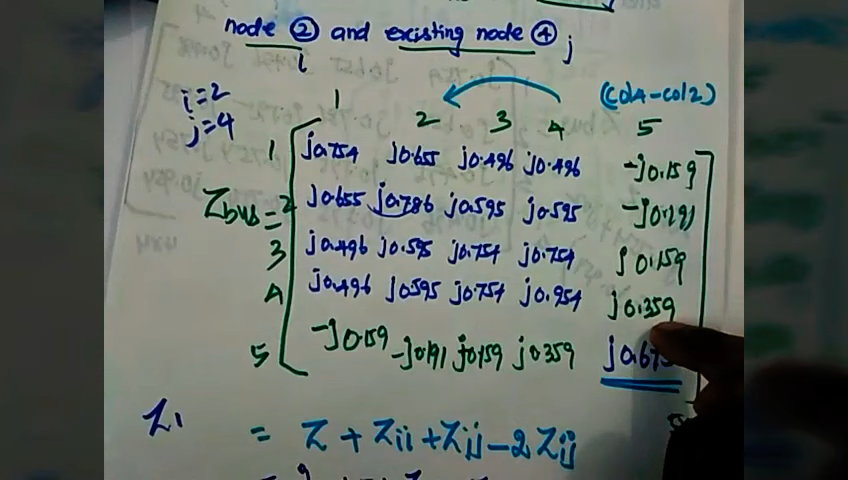 node ② and existing node ④
i j
i=2
j=4
(col4-col2)
1 2 3 4 5
1 j0.754 j0.655 j0.496 j0.496 -j0.159
Zbus = 2 j0.655 j0.786 j0.595 j0.595 -j0.191
3 j0.496 j0.595 j0.754 j0.754 j0.159
4 j0.496 j0.595 j0.754 j0.954 j0.359
5 -j0.159 -j0.191 j0.159 j0.359
= Z + Zii + Zjj - 2 Zij